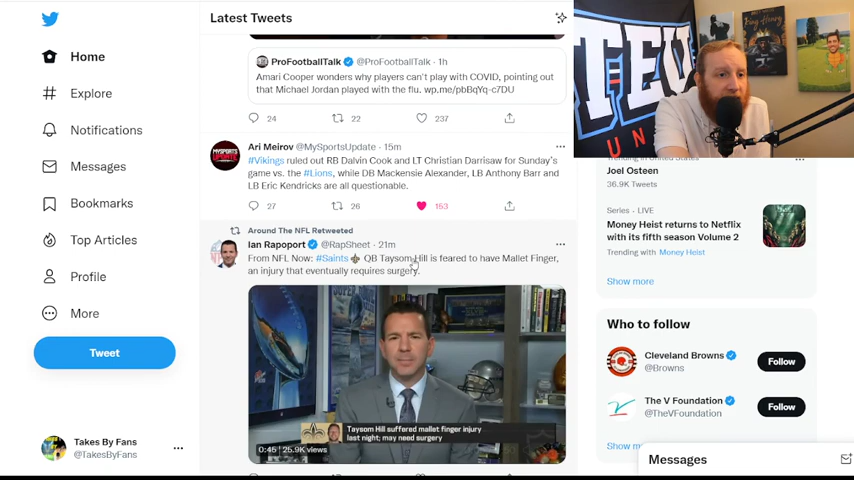 Latest Tweets
Home
Explore
Notifications
Messages
Bookmarks
Top Articles
Profile
More
Tweet
Takes By Fans
@TakesByFans
ProFootballTalk @ProFootballTalk · 1h
Amari Cooper wonders why players can't play with COVID, pointing out
that Michael Jordan played with the flu. wp.me/pbBqYq-c7DU
24
22
237
Ari Meirov @MySportsUpdate · 15m
#Vikings ruled out RB Dalvin Cook and LT Christian Darrisaw for Sunday's
game vs. the #Lions, while DB Mackensie Alexander, LB Anthony Barr and
LB Eric Kendricks are all questionable.
27
26
153
Around The NFL Retweeted
Ian Rapoport @RapSheet · 21m
From NFL Now: #Saints QB Taysom Hill is feared to have Mallet Finger,
an injury that eventually requires surgery.
Taysom Hill suffered mallet finger injury
last night; may need surgery
0:45 25.9K views
Joel Osteen
36.9K Tweets
Series · LIVE
Money Heist returns to Netflix
with its fifth season Volume 2
Trending with Money Heist
Show more
Who to follow
Cleveland Browns
@Browns
Follow
The V Foundation
@TheVFoundation
Follow
Messages